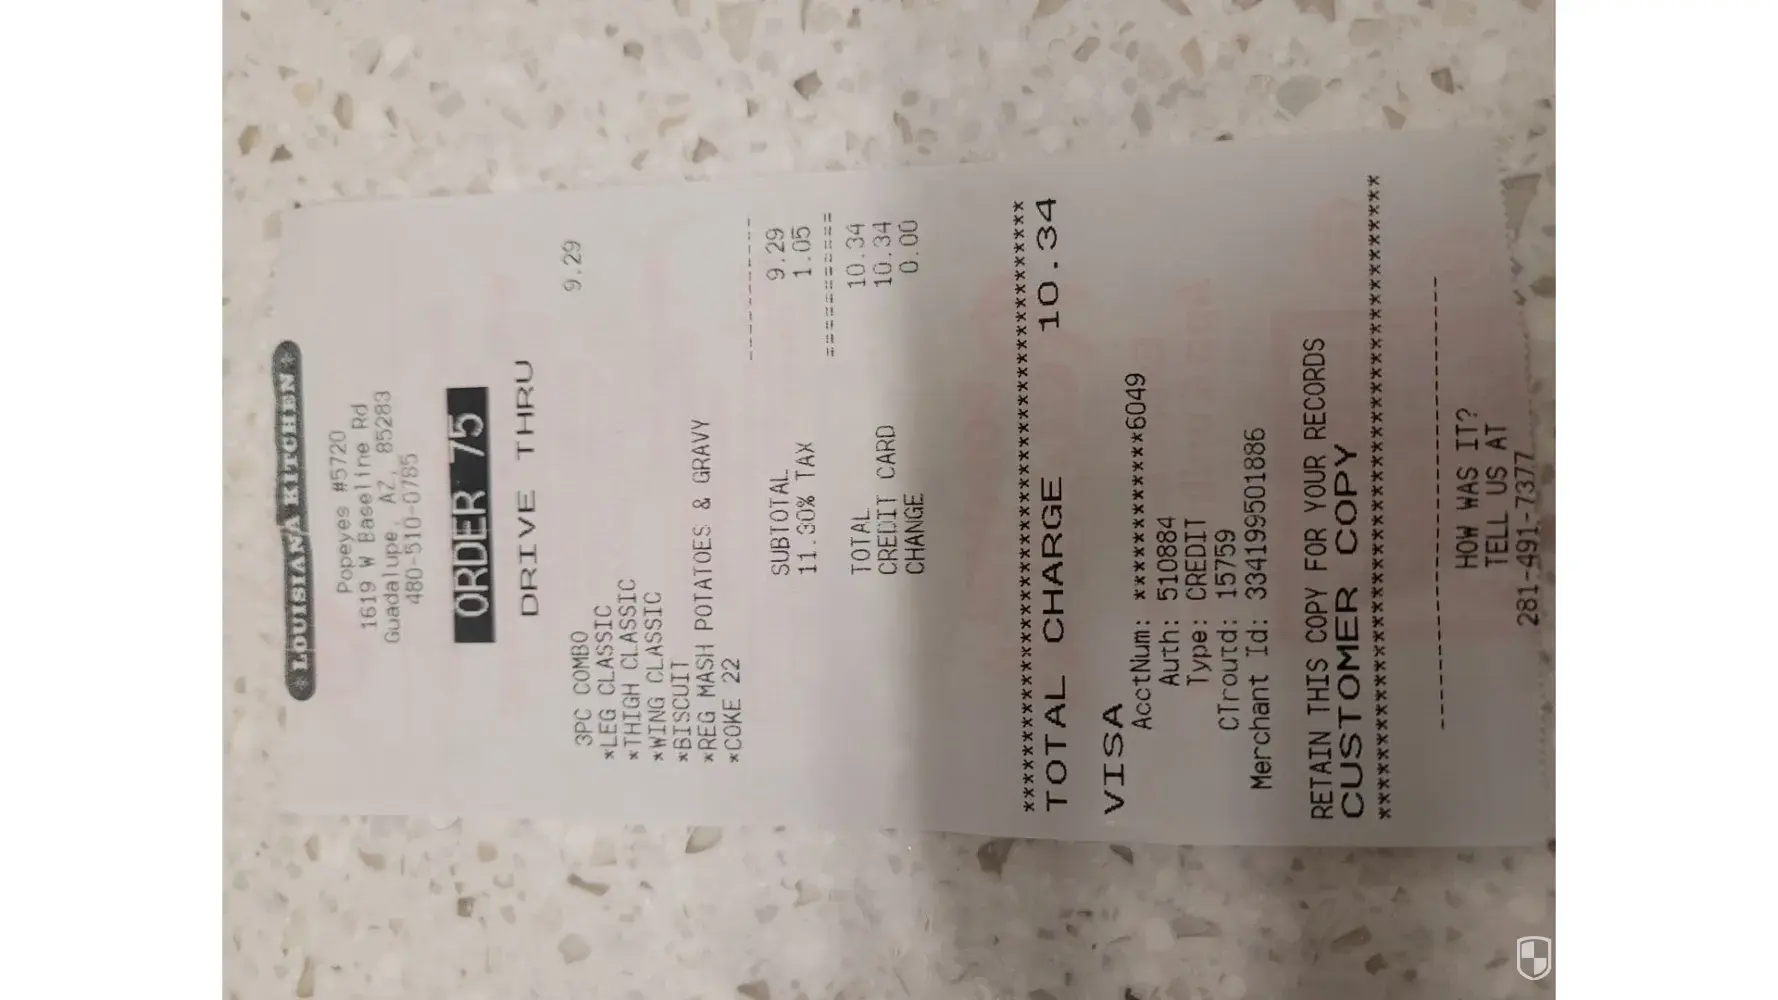 LOUISIANA KITCHEN
Popeyes #5720
1619 W Baseline Rd
Guadalupe, AZ, 85283
480-510-0785
ORDER 75
DRIVE THRU
3PC COMBO 9.29
*LEG CLASSIC
*THIGH CLASSIC
*WING CLASSIC
*BISCUIT
*REG MASH POTATOES & GRAVY
*COKE 22
---------------
SUBTOTAL 9.29
11.30% TAX 1.05
===============
TOTAL 10.34
CREDIT CARD 10.34
CHANGE 0.00
******************************************
TOTAL CHARGE 10.34
VISA
AcctNum: ************6049
Auth: 510884
Type: CREDIT
CTroutd: 15759
Merchant Id: 334199501886
RETAIN THIS COPY FOR YOUR RECORDS
CUSTOMER COPY
******************************************
------------------------------
HOW WAS IT?
TELL US AT
281-491-7377